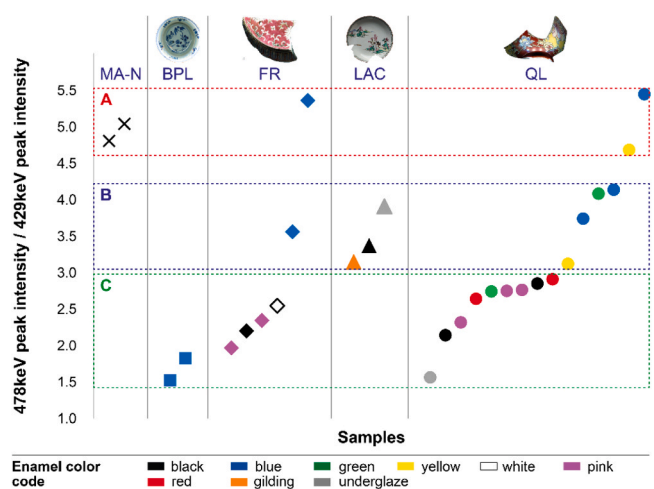 MA-N BPL FR LAC QL
478keV peak intensity / 429keV peak intensity
5.5
5.0
4.5
4.0
3.5
3.0
2.5
2.0
1.5
1.0
A
B
C
Samples
Enamel color code
black blue green yellow white pink
red gilding underglaze